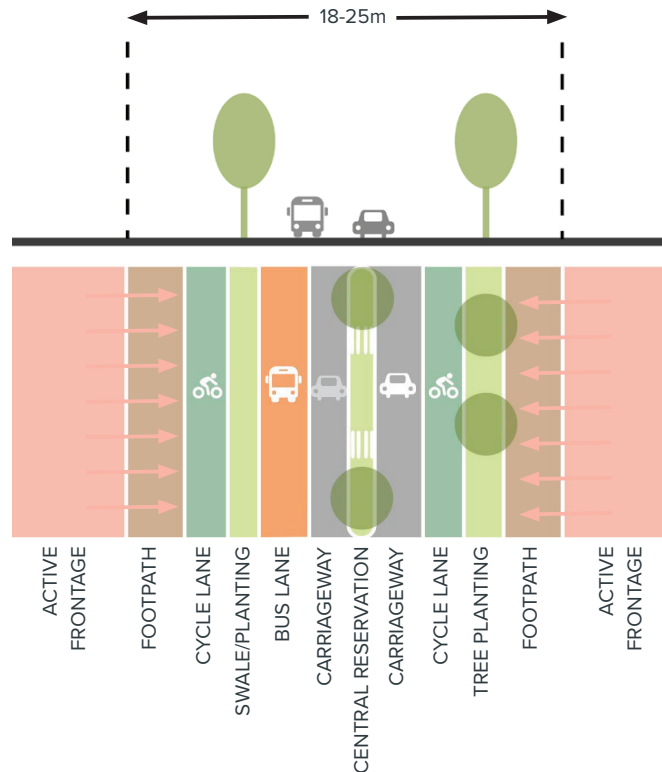 18-25m
ACTIVE
FRONTAGE
FOOTPATH
CYCLE LANE
SWALE/PLANTING
BUS LANE
CARRIAGEWAY
CENTRAL RESERVATION
CARRIAGEWAY
CYCLE LANE
TREE PLANTING
FOOTPATH
ACTIVE
FRONTAGE